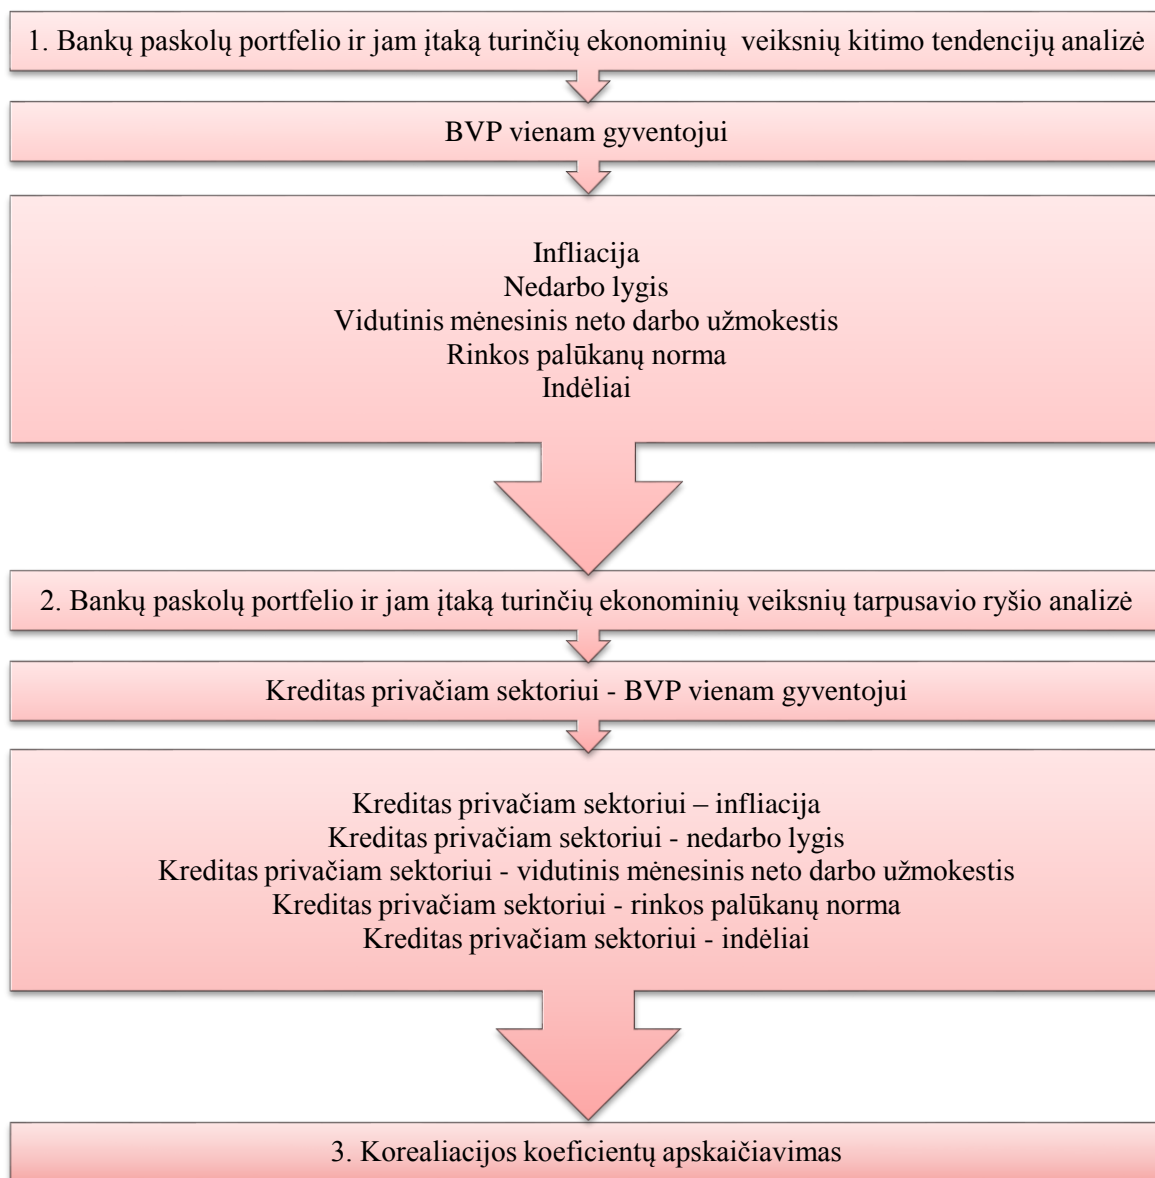 1. Bankų paskolų portfelio ir jam įtaką turinčių ekonominių veiksnių kitimo tendencijų analizė
BVP vienam gyventojui
Infliacija
Nedarbo lygis
Vidutinis mėnesinis neto darbo užmokestis
Rinkos palūkanų norma
Indėliai
2. Bankų paskolų portfelio ir jam įtaką turinčių ekonominių veiksnių tarpusavio ryšio analizė
Kreditas privačiam sektoriui - BVP vienam gyventojui
Kreditas privačiam sektoriui – infliacija
Kreditas privačiam sektoriui - nedarbo lygis
Kreditas privačiam sektoriui - vidutinis mėnesinis neto darbo užmokestis
Kreditas privačiam sektoriui - rinkos palūkanų norma
Kreditas privačiam sektoriui - indėliai
3. Korealiacijos koeficientų apskaičiavimas